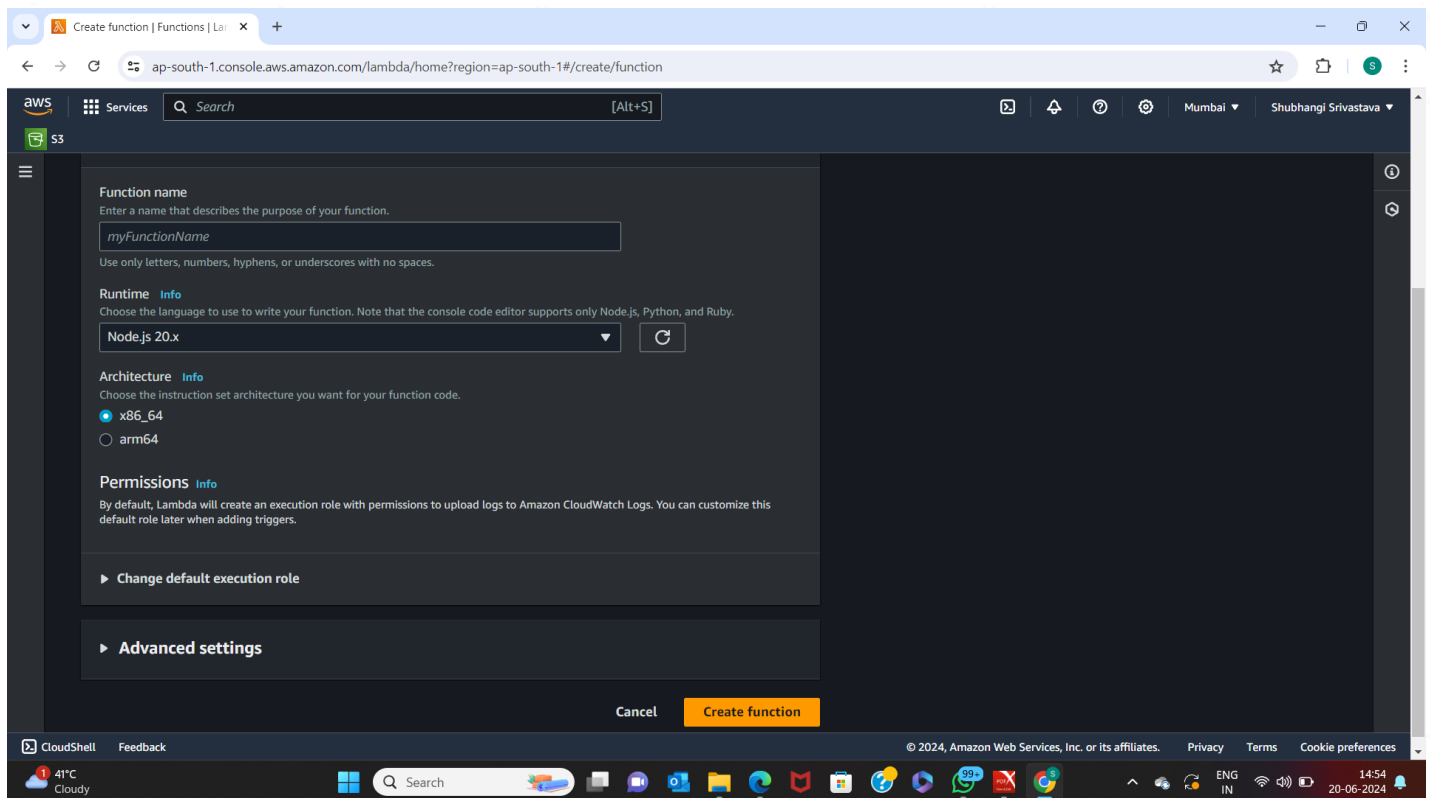 Create function | Functions | La
ap-south-1.console.aws.amazon.com/lambda/home?region=ap-south-1#/create/function
S
aws
Services
Search
[Alt+S]
Mumbai
Shubhangi Srivastava
S3
Function name
Enter a name that describes the purpose of your function.
myFunctionName
Use only letters, numbers, hyphens, or underscores with no spaces.
Runtime Info
Choose the language to use to write your function. Note that the console code editor supports only Node.js, Python, and Ruby.
Node.js 20.x
Architecture Info
Choose the instruction set architecture you want for your function code.
x86_64
arm64
Permissions Info
By default, Lambda will create an execution role with permissions to upload logs to Amazon CloudWatch Logs. You can customize this
default role later when adding triggers.
Change default execution role
Advanced settings
Cancel
Create function
CloudShell
Feedback
© 2024, Amazon Web Services, Inc. or its affiliates.
Privacy
Terms
Cookie preferences
1
41°C
Cloudy
Search
99+
S
ENG
IN
14:54
20-06-2024